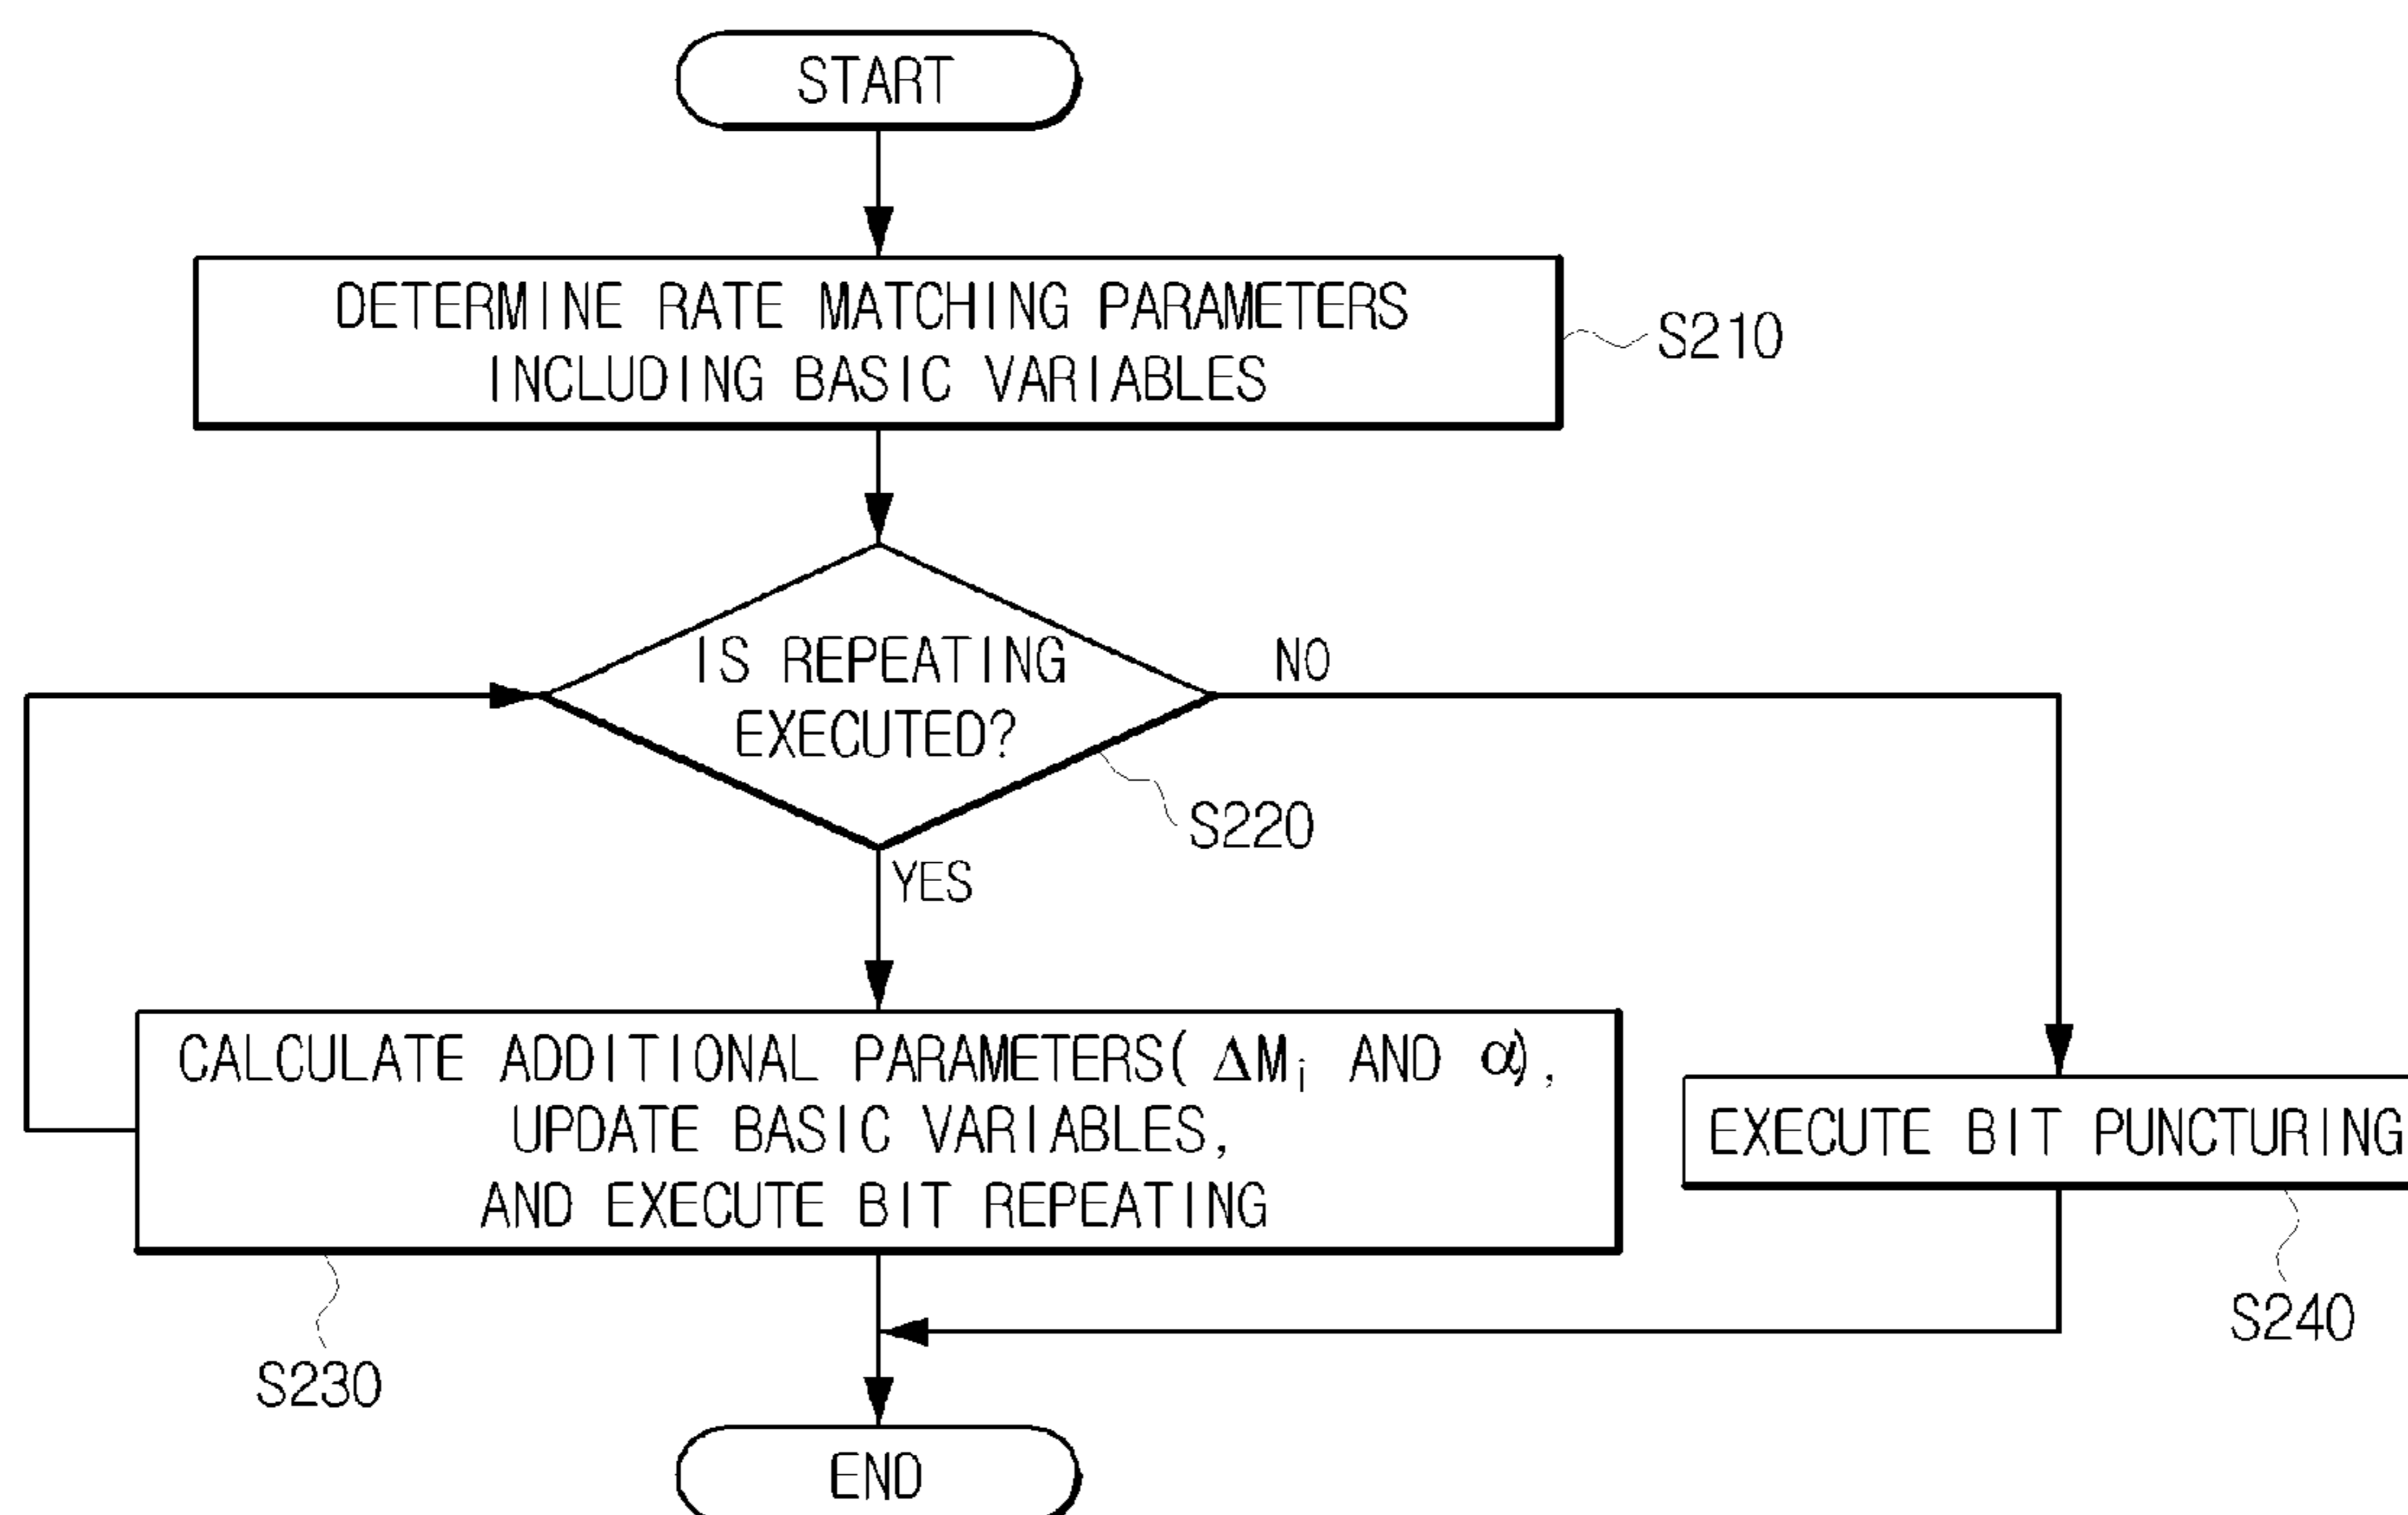 START
DETERMINE RATE MATCHING PARAMETERS
INCLUDING BASIC VARIABLES
S210
IS REPEATING
EXECUTED?
NO
S220
YES
CALCULATE ADDITIONAL PARAMETERS( ΔMi AND α),
UPDATE BASIC VARIABLES,
AND EXECUTE BIT REPEATING
EXECUTE BIT PUNCTURING
S230
S240
END